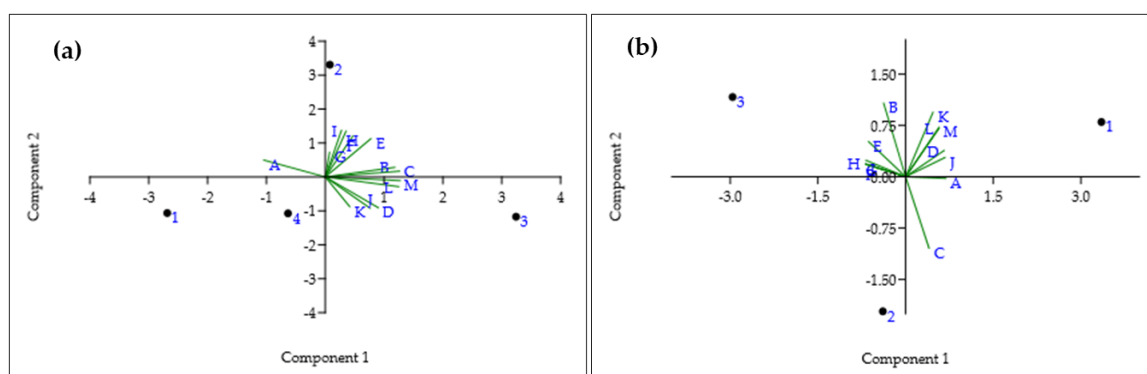 (a)
4
3
2
1
-1
-2
-3
-4
-4
-3
-2
-1
1
2
3
4
Component 2
Component 1
2
I
H
E
G
A
B
C
L
M
J
K
D
1
4
3
(b)
1.50
0.75
-0.00
-0.75
-1.50
-3.0
-1.5
1.5
3.0
Component 2
Component 1
3
B
K
L
M
1
E
D
H
J
A
C
2